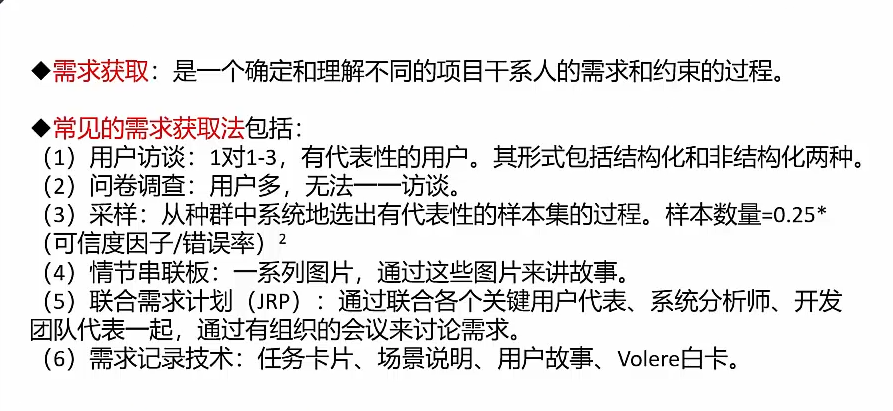 ◆需求获取：是一个确定和理解不同的项目干系人的需求和约束的过程。
◆常见的需求获取法包括：
（1）用户访谈：1对1-3，有代表性的用户。其形式包括结构化和非结构化两种。
（2）问卷调查：用户多，无法一一访谈。
（3）采样：从种群中系统地选出有代表性的样本集的过程。样本数量=0.25*
（可信度因子/错误率）²
（4）情节串联板：一系列图片，通过这些图片来讲故事。
（5）联合需求计划（JRP）：通过联合各个关键用户代表、系统分析师、开发
团队代表一起，通过有组织的会议来讨论需求。
（6）需求记录技术：任务卡片、场景说明、用户故事、Volere白卡。